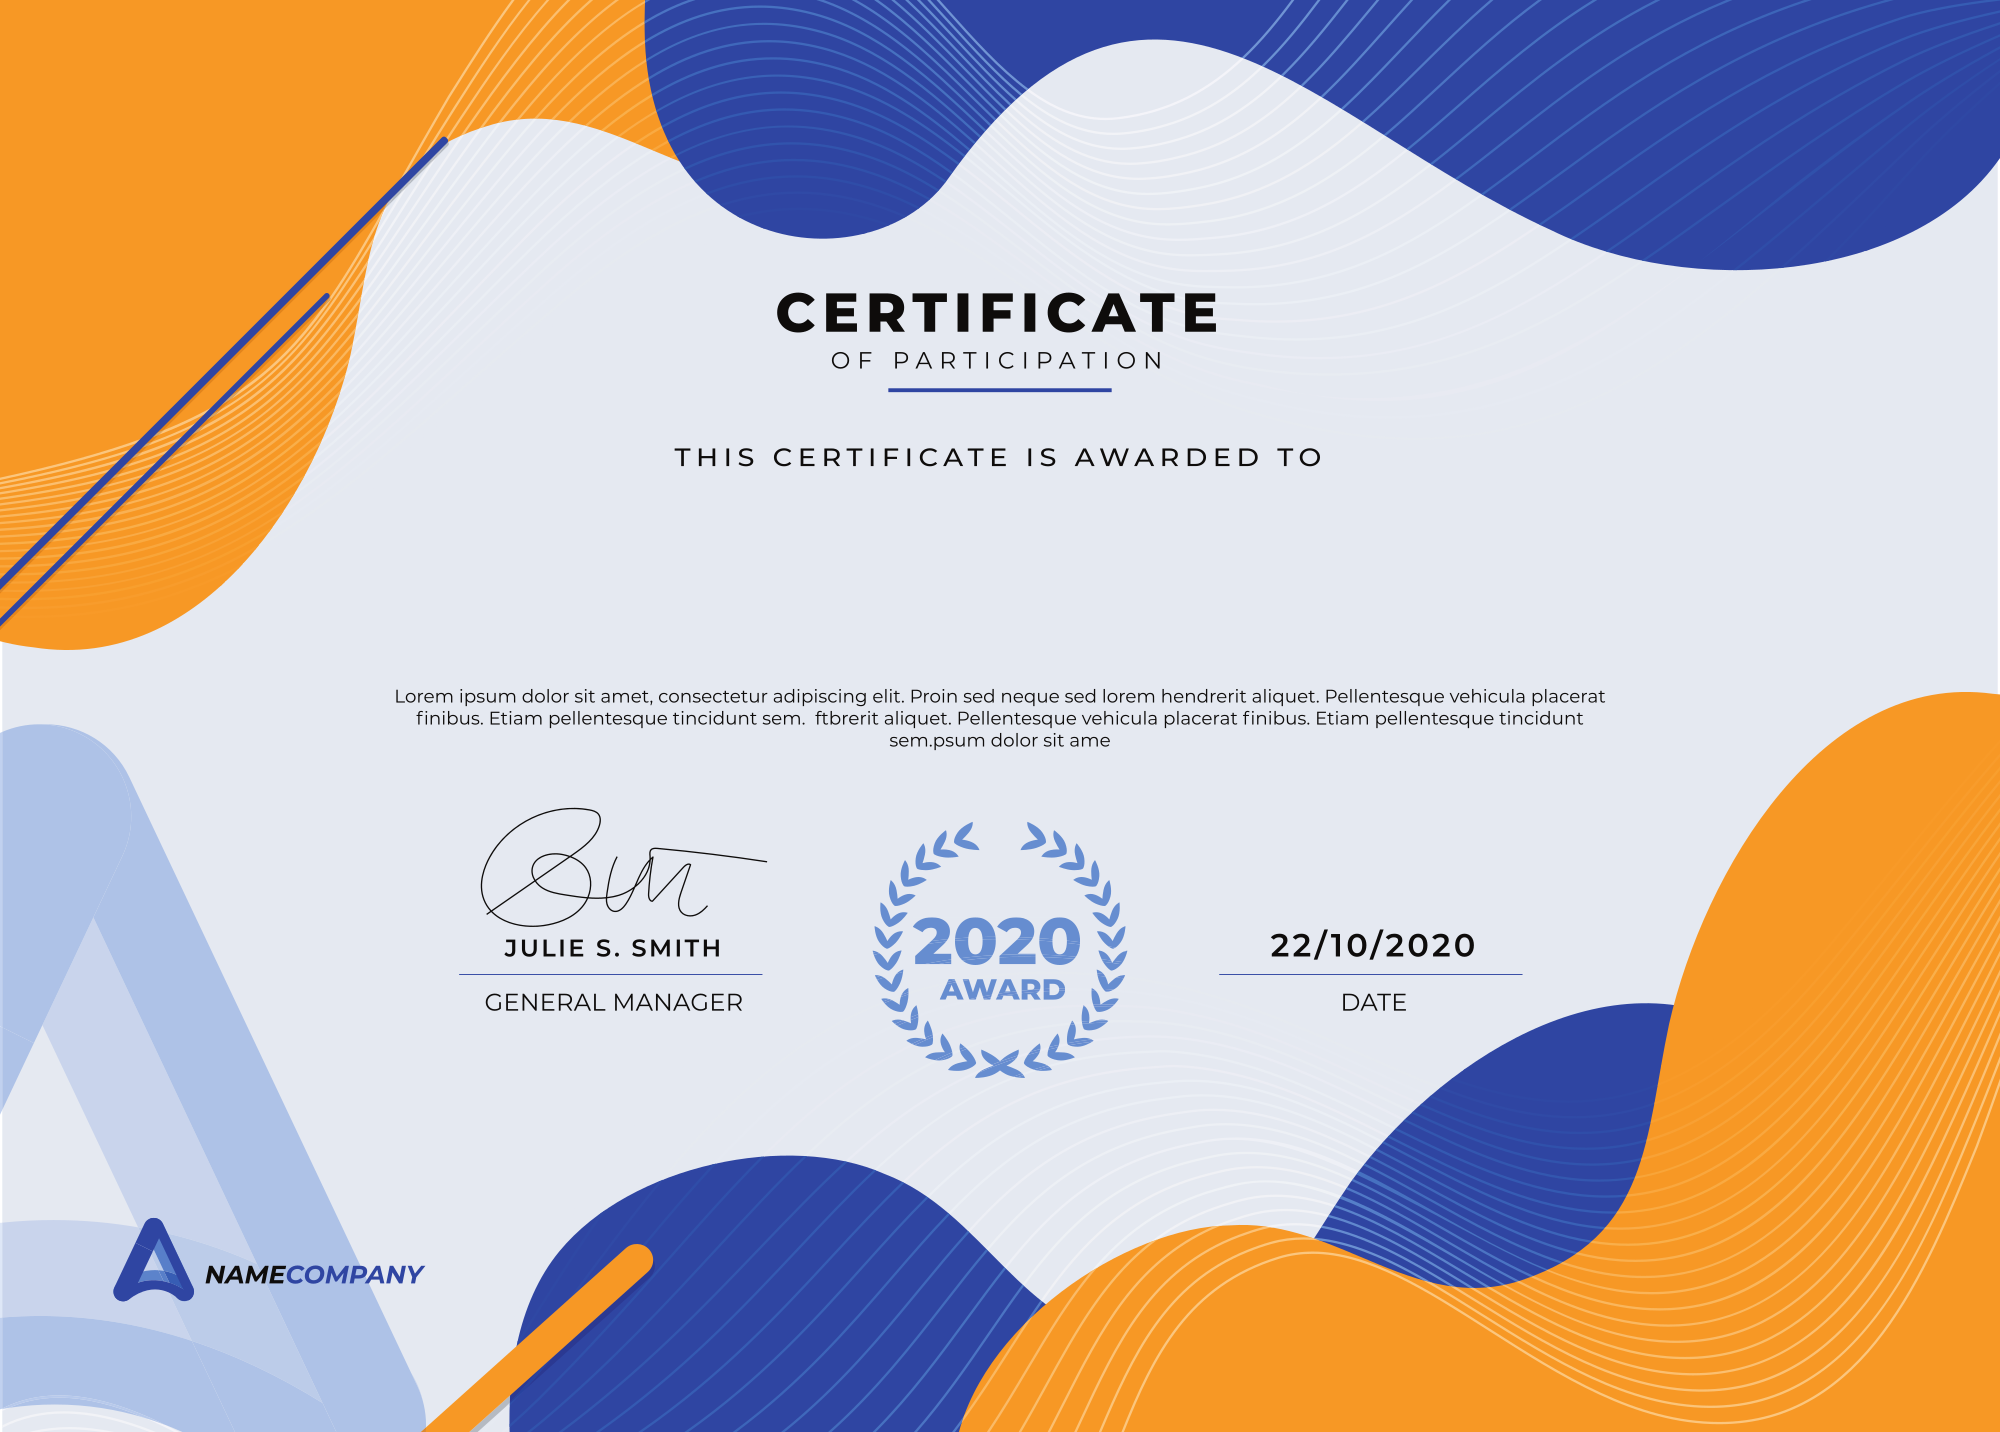 CERTIFICATE
OF PARTICIPATION
THIS CERTIFICATE IS AWARDED TO
Lorem ipsum dolor sit amet, consectetur adipiscing elit. Proin sed neque sed lorem hendrerit aliquet. Pellentesque vehicula placerat
finibus. Etiam pellentesque tincidunt sem.  ftbrerit aliquet. Pellentesque vehicula placerat finibus. Etiam pellentesque tincidunt
sem.psum dolor sit ame
JULIE S. SMITH
GENERAL MANAGER
2020
AWARD
22/10/2020
DATE
NAMECOMPANY